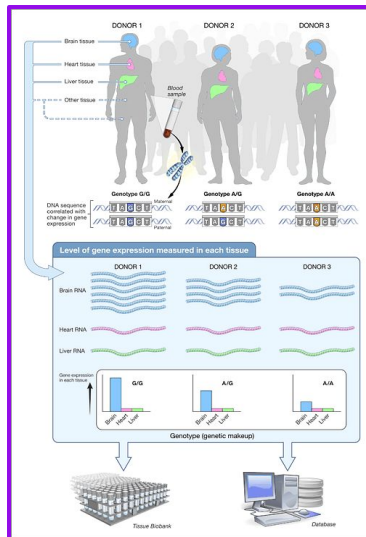 DONOR 1
DONOR 2
DONOR 3
Brain tissue
Heart tissue
Liver tissue
Other tissue
Blood
sample
Genotype G/G
Genotype A/G
Genotype A/A
DNA sequence
correlated with
change in gene
expression
Maternal
Paternal
T A G C T
T A G C T
T A A C T
T A G C T
T A A C T
T A A C T
Level of gene expression measured in each tissue
DONOR 1
DONOR 2
DONOR 3
Brain RNA
Heart RNA
Liver RNA
Gene expression
in each tissue
G/G
A/G
A/A
Brain
Heart
Liver
Brain
Heart
Liver
Brain
Heart
Liver
Genotype (genetic makeup)
Tissue Biobank
Database